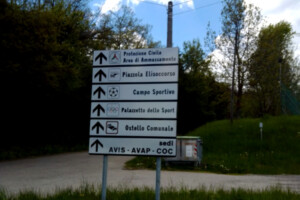 Protezione Civile
Area di Ammassamento
Piazzola Elisoccorso
Campo Sportivo
Palazzetto dello Sport
Ostello Comunale
sedi
AVIS - AVAP - COC